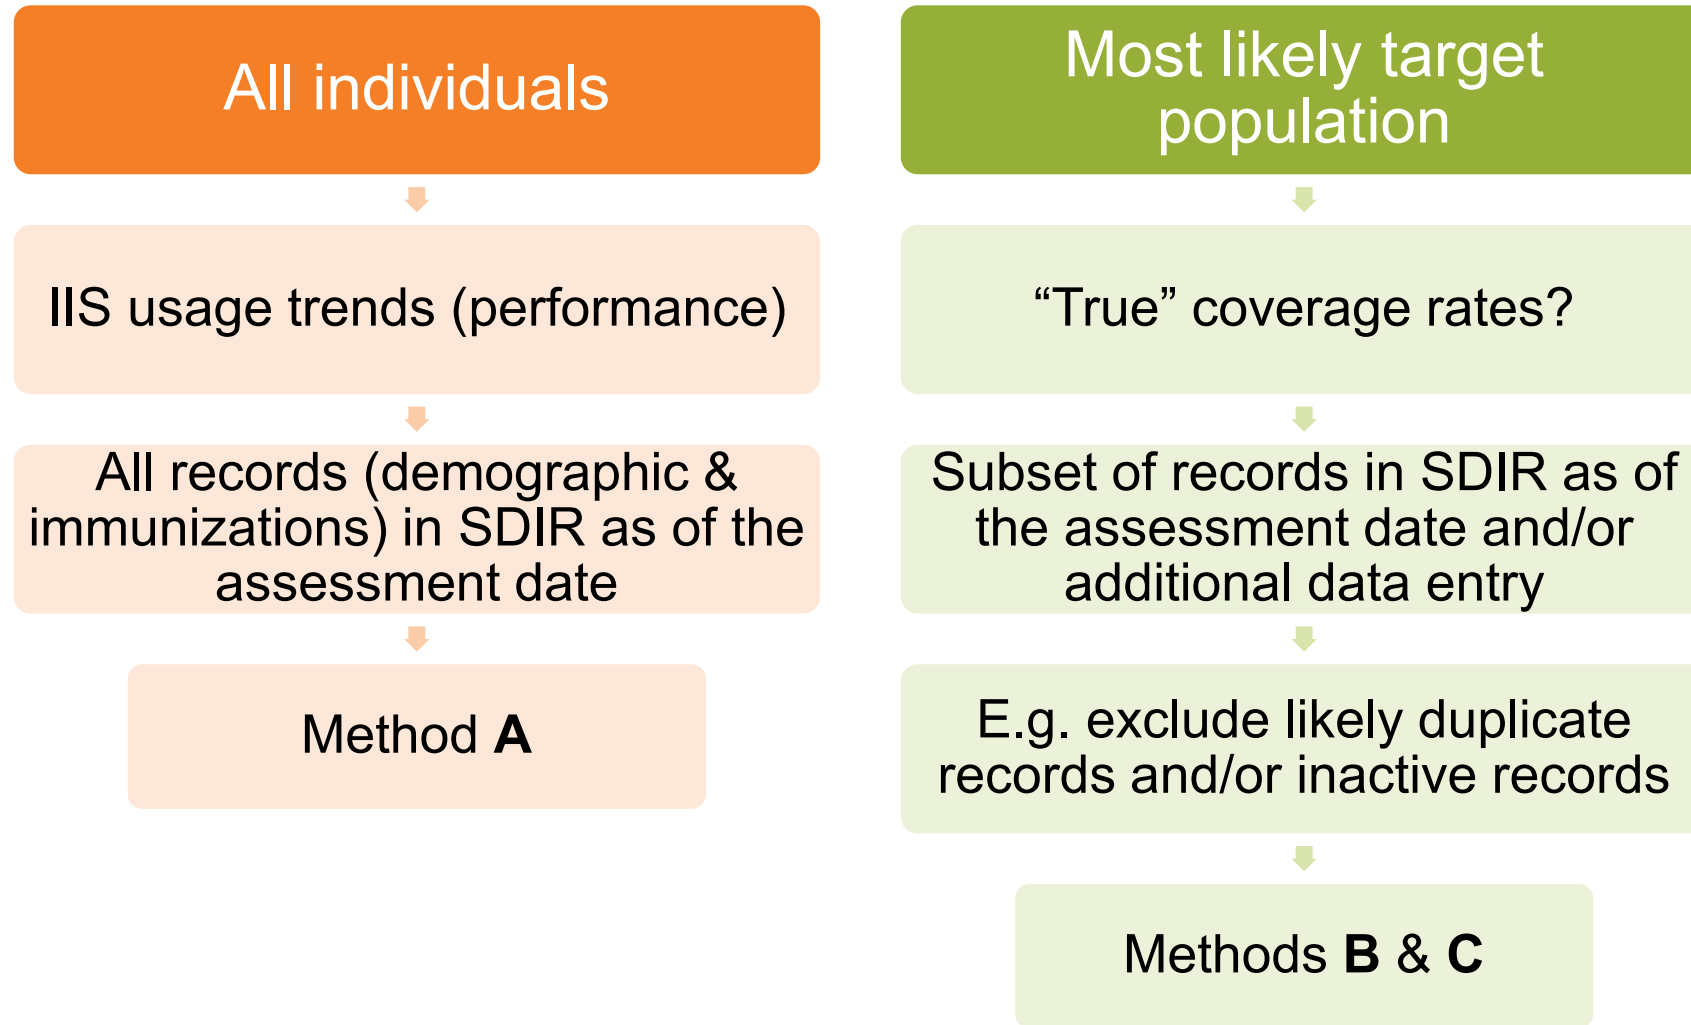 All individuals
IIS usage trends (performance)
All records (demographic &
immunizations) in SDIR as of the
assessment date
Method A
Most likely target
population
“True” coverage rates?
Subset of records in SDIR as of
the assessment date and/or
additional data entry
E.g. exclude likely duplicate
records and/or inactive records
Methods B & C